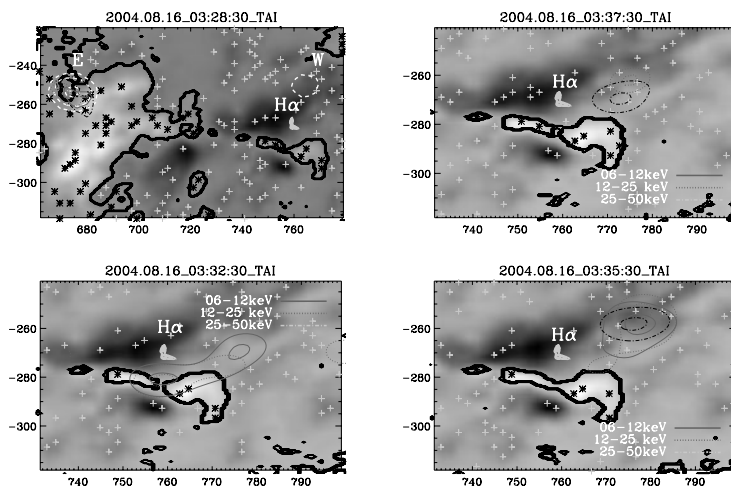 2004.08.16_03:28:30_TAI
-240
-260
-280
-300
E
W
Hα
680 700 720 740 760
2004.08.16_03:37:30_TAI
-260
-280
-300
Hα
06-12keV
12-25 keV
25-50keV
740 750 760 770 780 790
2004.08.16_03:32:30_TAI
-260
-280
-300
06-12keV
12-25 keV
25-50keV
Hα
740 750 760 770 780 790
2004.08.16_03:35:30_TAI
-260
-280
-300
Hα
06-12keV
12-25 keV
25-50keV
740 750 760 770 780 790